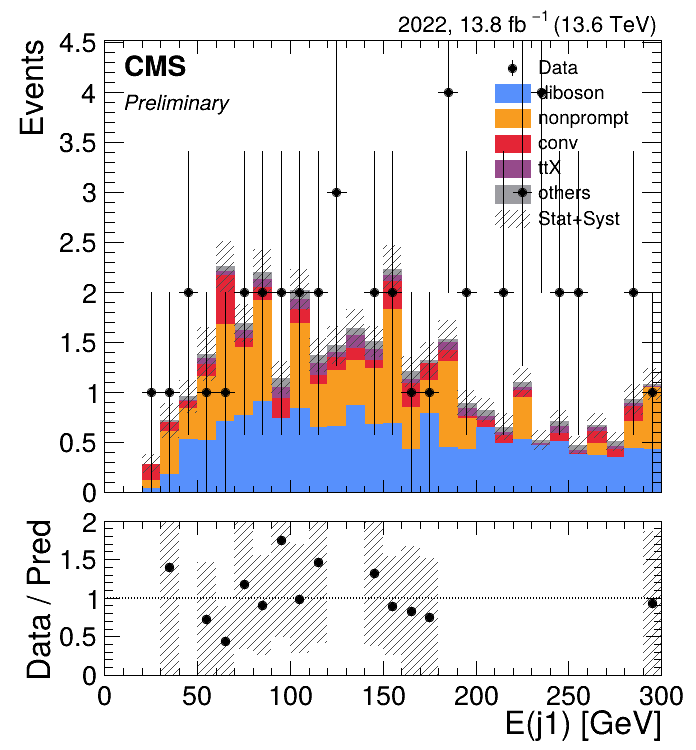 2022, 13.8 fb⁻¹ (13.6 TeV)
CMS
Preliminary
Data
diboson
nonprompt
conv
ttX
others
Stat+Syst
Events
4.5
4
3.5
3
2.5
2
1.5
1
0.5
0
Data / Pred
2
1.5
1
0.5
0
0 50 100 150 200 250 300
E(j1) [GeV]